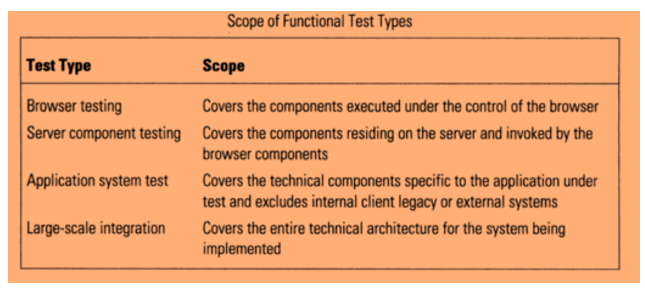 Scope of Functional Test Types
Test Type Scope
Browser testing Covers the components executed under the control of the browser
Server component testing Covers the components residing on the server and invoked by the
browser components
Application system test Covers the technical components specific to the application under
test and excludes internal client legacy or external systems
Large-scale integration Covers the entire technical architecture for the system being
implemented